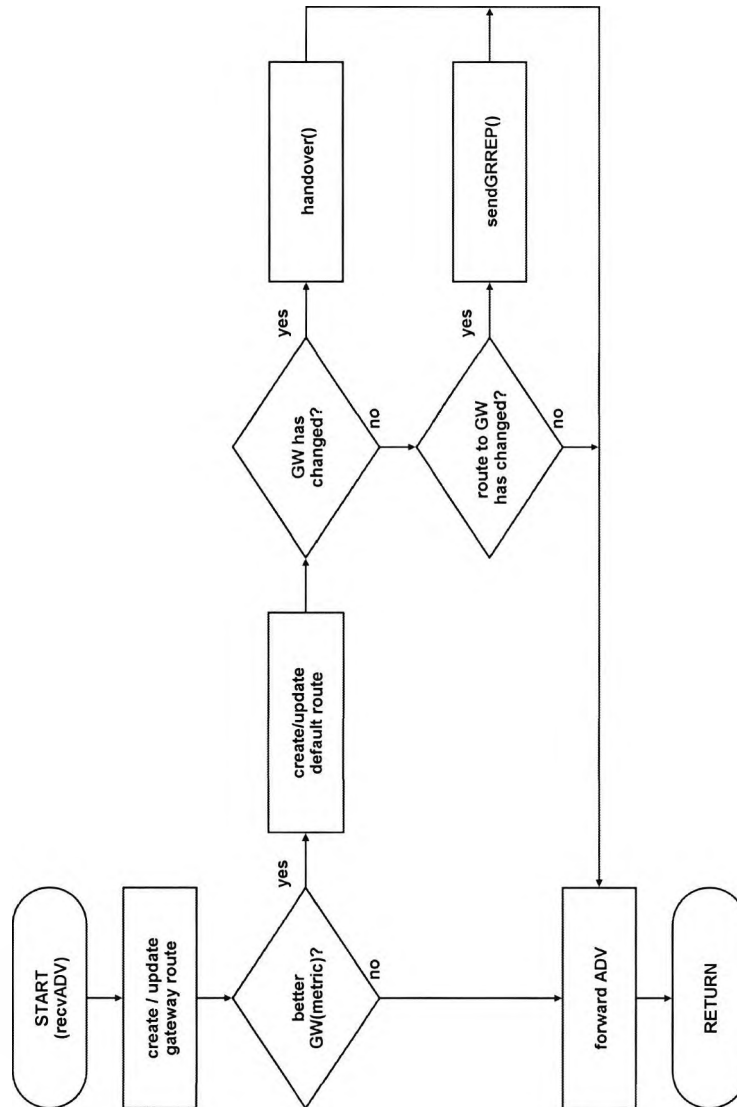 START
(recvADV)
create / update
gateway route
better
GW(metric)?
yes
no
create/update
default route
GW has
changed?
yes
no
handover()
route to GW
has changed?
yes
no
sendGRREP()
forward ADV
RETURN